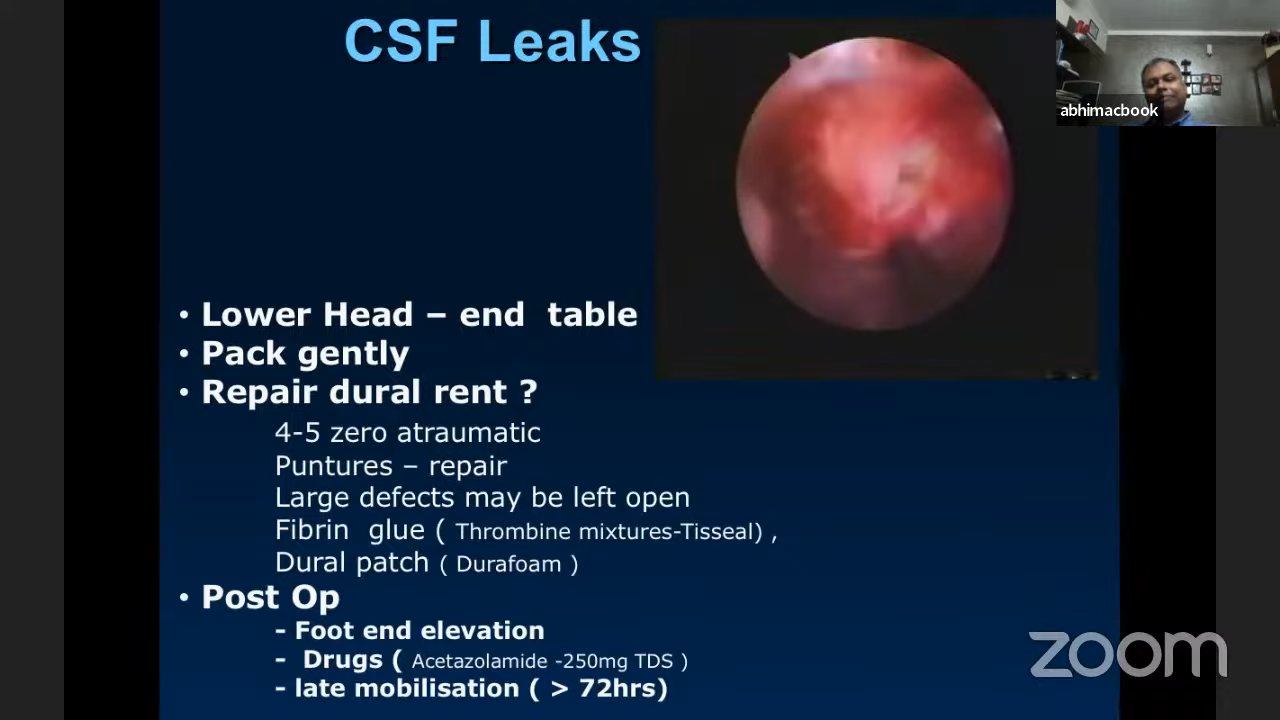 CSF Leaks
abhimacbook
• Lower Head – end table
• Pack gently
• Repair dural rent ?
4-5 zero atraumatic
Puntures – repair
Large defects may be left open
Fibrin glue ( Thrombine mixtures-Tisseal) ,
Dural patch ( Durafoam )
• Post Op
- Foot end elevation
- Drugs ( Acetazolamide -250mg TDS )
- late mobilisation ( > 72hrs)
zoom